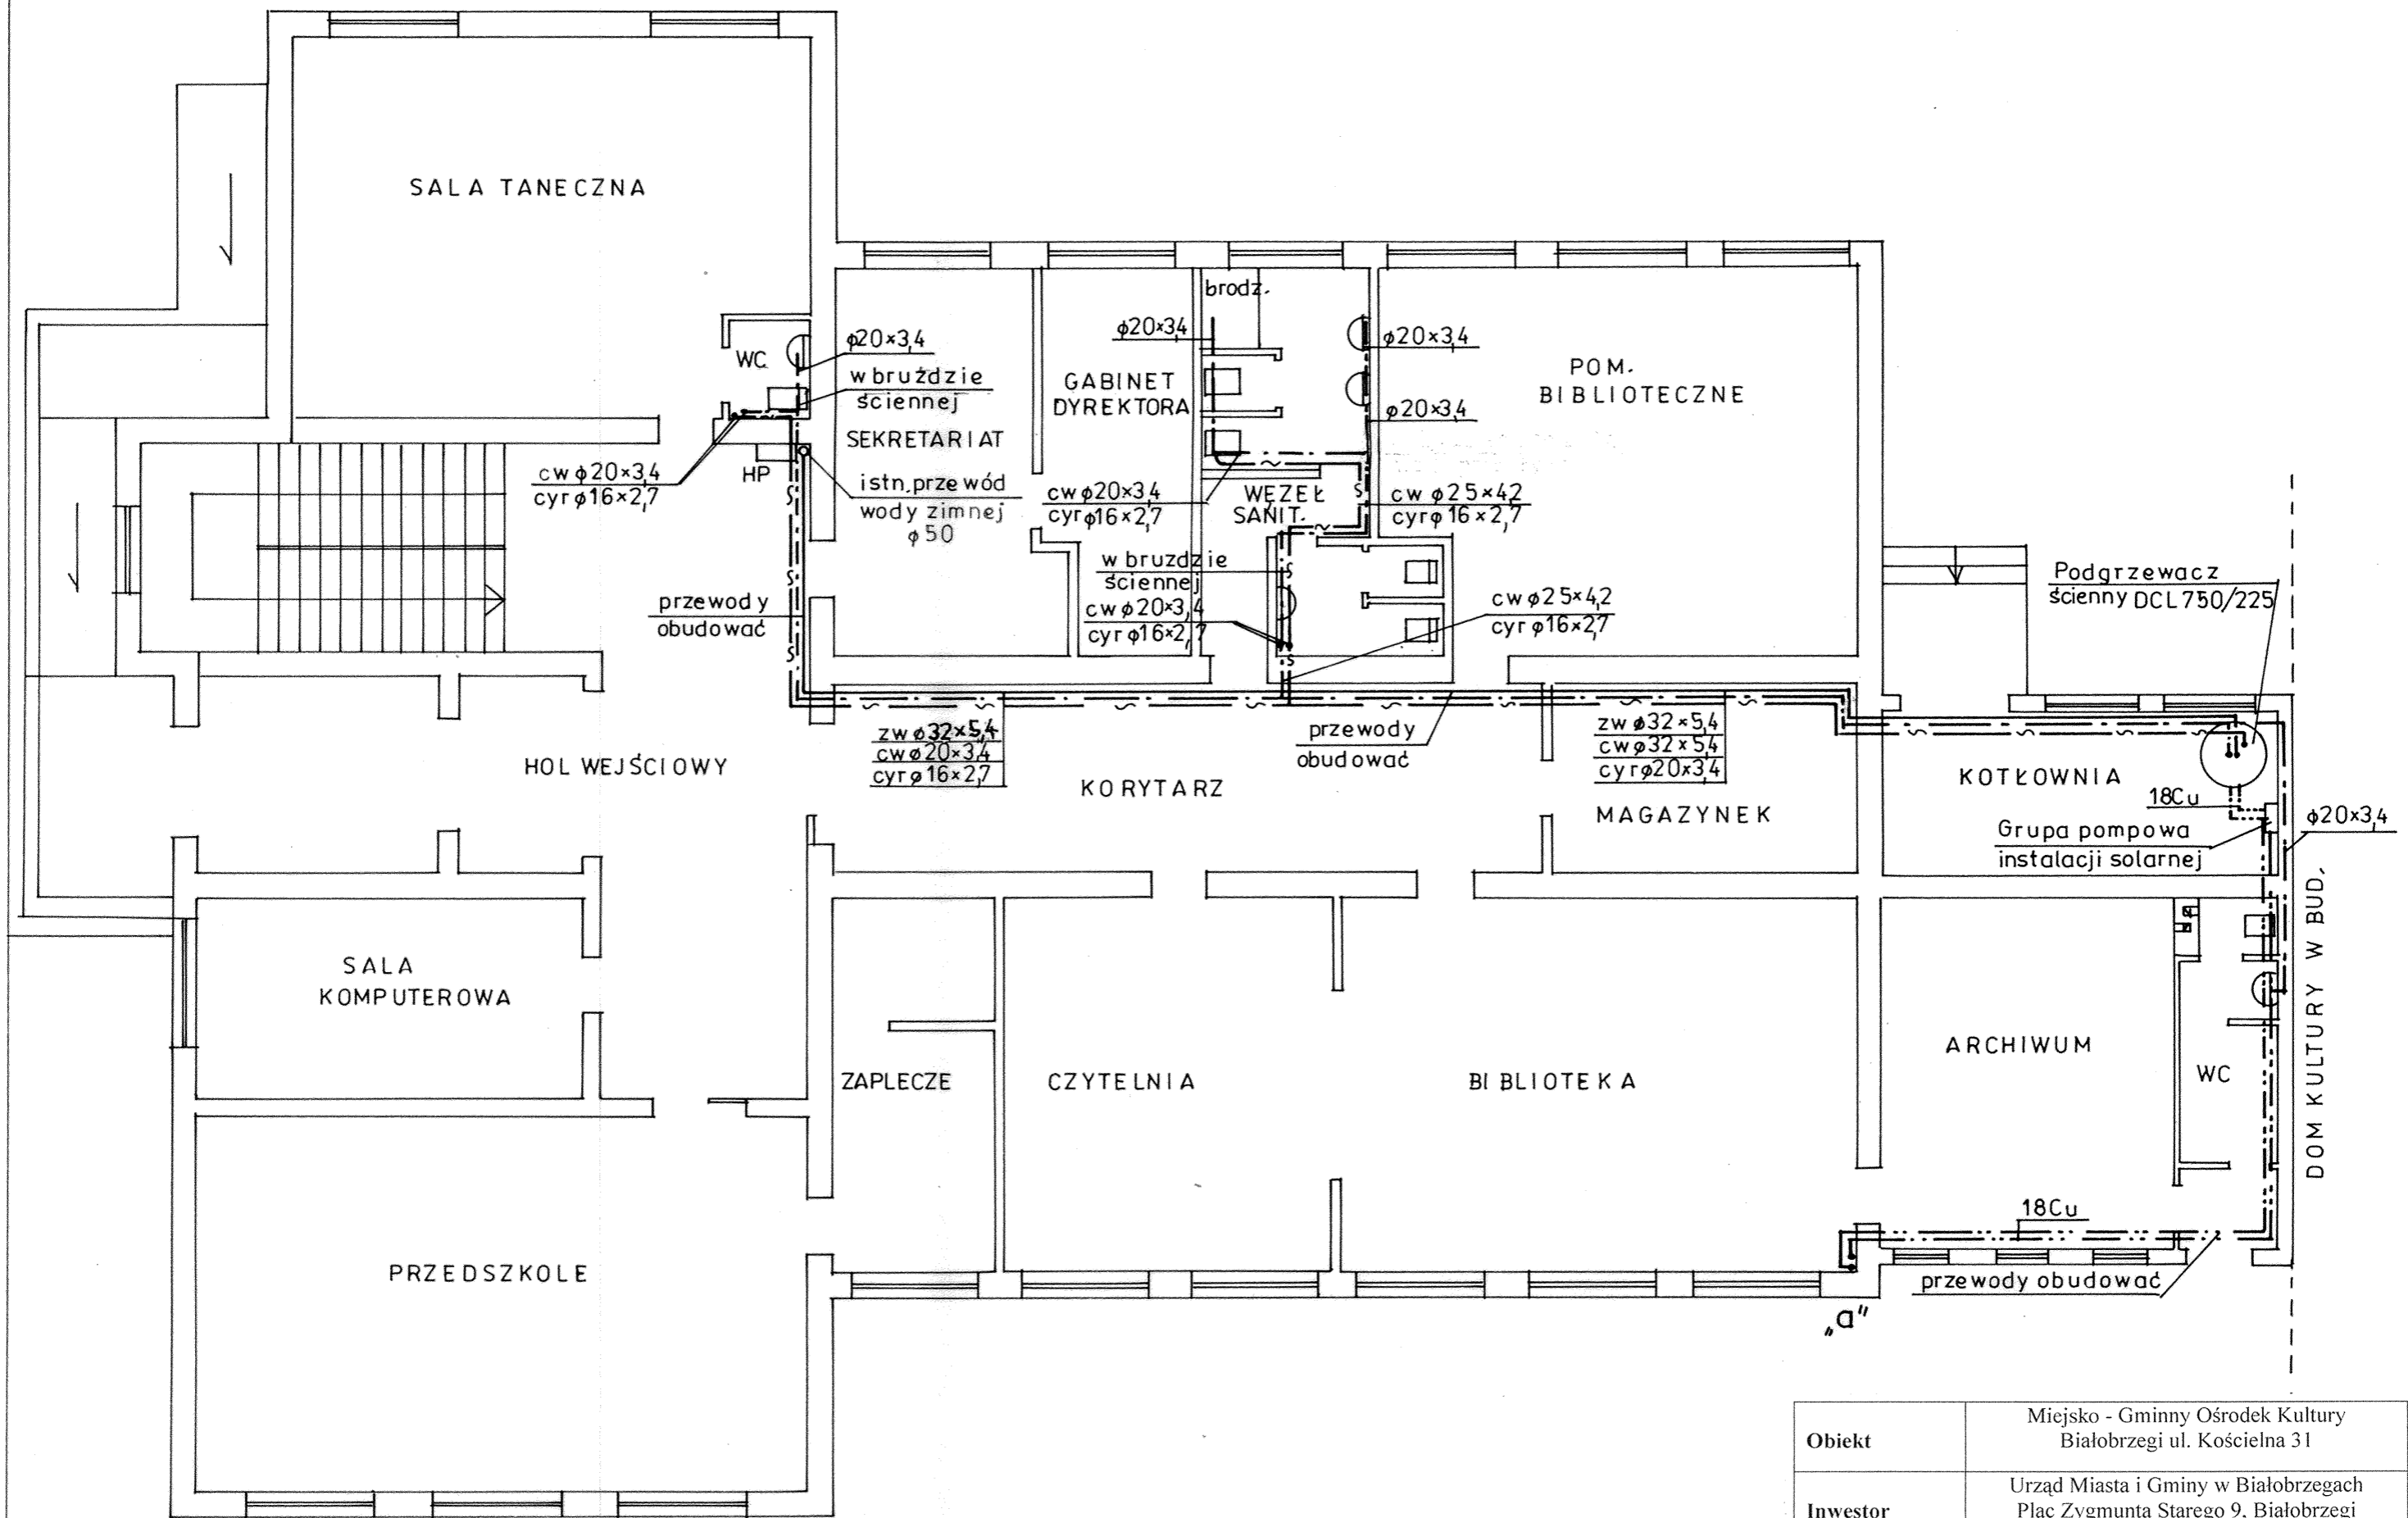 SALA TANECZNA
WC
φ20×3,4
w bruździe
ściennej
SEKRETARIAT
HP
istn. przewód
wody zimnej
φ50
cw φ20×3,4
cyr φ16×2,7
przewody
obudować
brodz.
φ20×34
GABINET
DYREKTORA
φ20×3,4
φ20×3,4
POM.
BIBLIOTECZNE
cw φ20×3,4
cyr φ16×2,7
WĘZEŁ
SANIT.
cw φ25×4,2
cyr φ16×2,7
w bruzdzie
ściennej
cw φ20×3,4
cyr φ16×2,7
cw φ25×4,2
cyr φ16×2,7
Podgrzewacz
ścienny DCL 750/225
HOL WEJŚCIOWY
zw φ32×5,4
cw φ20×3,4
cyr φ16×2,7
KORYTARZ
przewody
obudować
zw φ32×5,4
cw φ32×5,4
cyr φ20×3,4
MAGAZYNEK
KOTŁOWNIA
18Cu
Grupa pompowa
instalacji solarnej
φ20×3,4
DOM KULTURY W BUD,
SALA
KOMPUTEROWA
ZAPLECZE
CZYTELNIA
BIBLIOTEKA
ARCHIWUM
WC
18Cu
PRZEDSZKOLE
przewody obudować
„a”
Obiekt
Miejsko - Gminny Ośrodek Kultury
Białobrzegi ul. Kościelna 31
Inwestor
Urząd Miasta i Gminy w Białobrzegach
Plac Zygmunta Starego 9, Białobrzegi